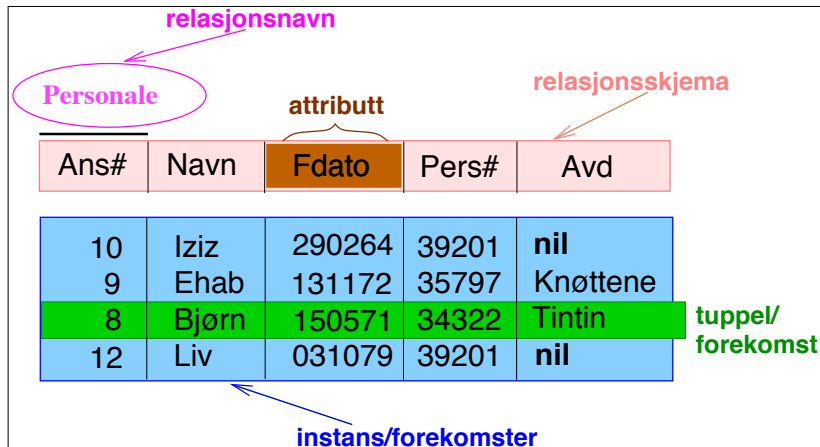 relasjonsnavn
Personale
attributt
relasjonsskjema
Ans# Navn Fdato Pers# Avd
10 Iziz 290264 39201 nil
9 Ehab 131172 35797 Knøttene
8 Bjørn 150571 34322 Tintin
tuppel/
forekomst
12 Liv 031079 39201 nil
instans/forekomster